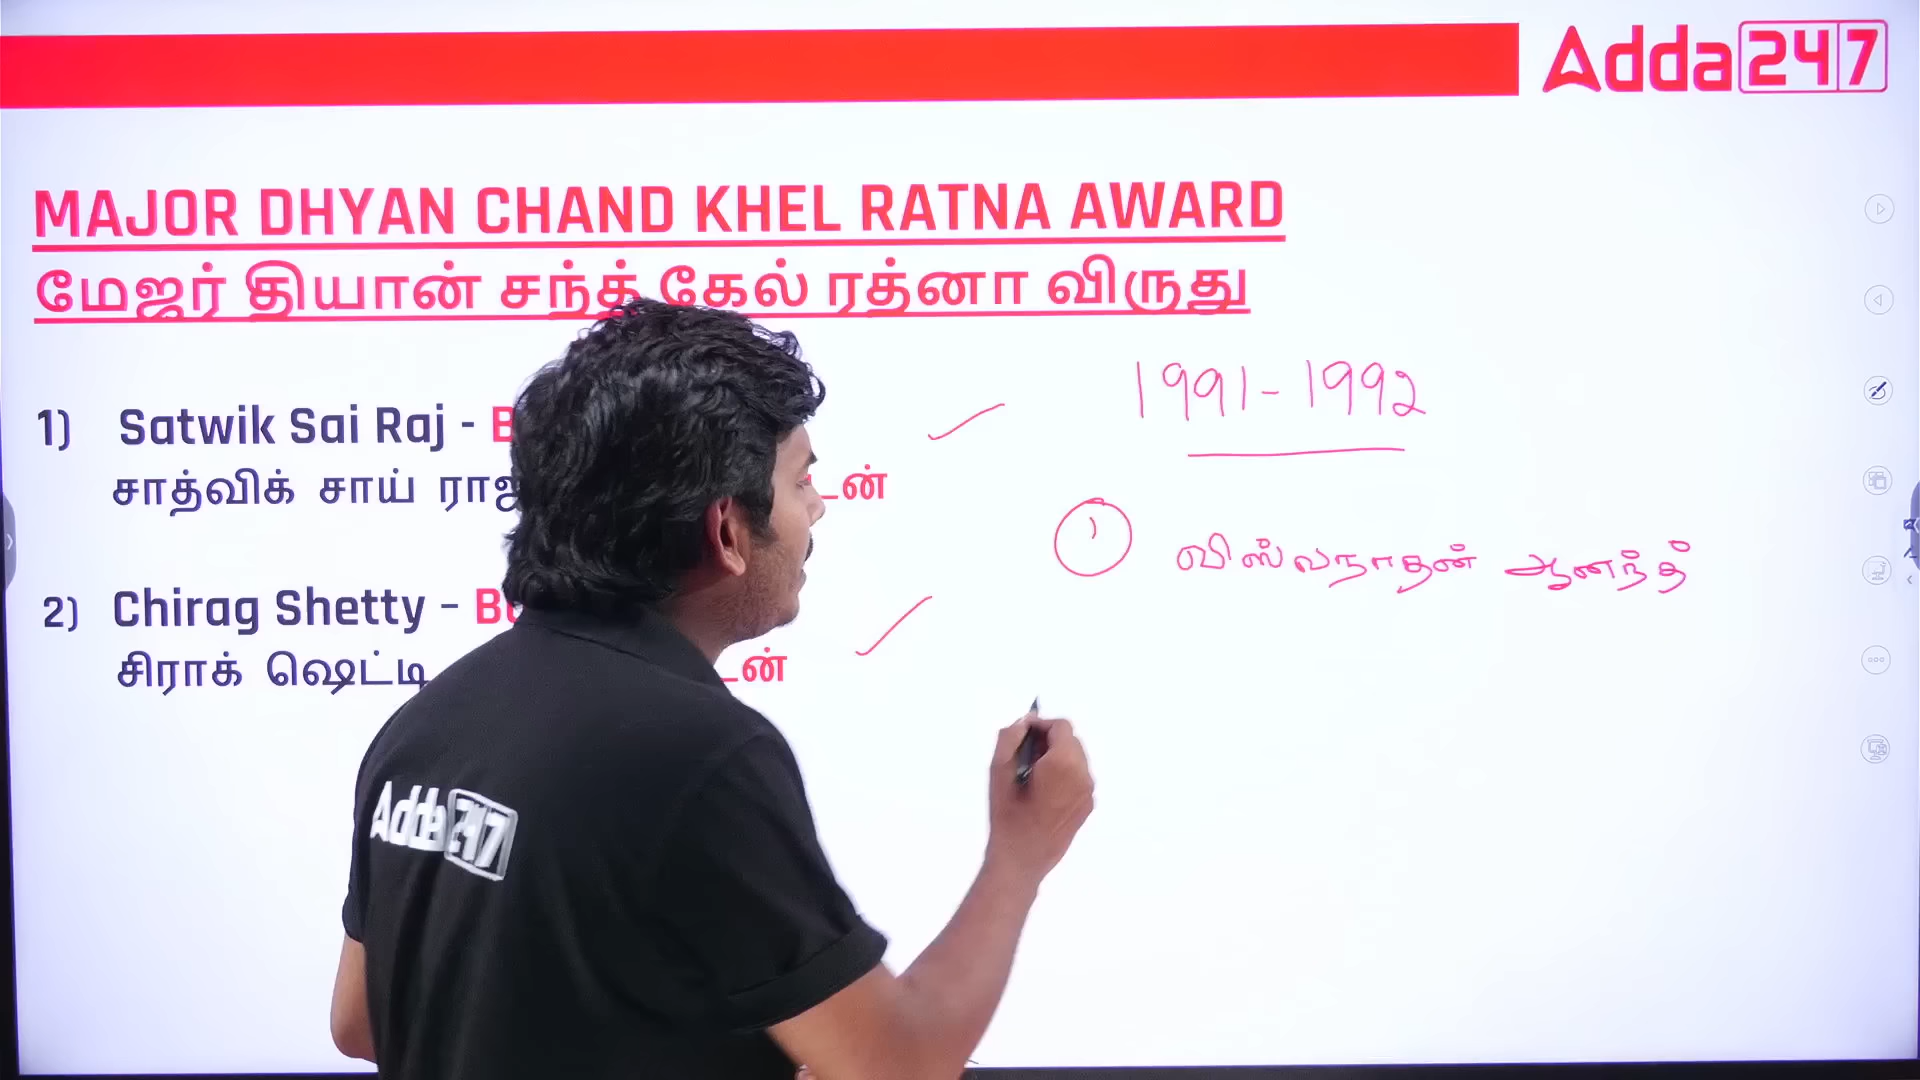 Adda247
MAJOR DHYAN CHAND KHEL RATNA AWARD
மேஜர் தியான் சந்த் கேல் ரத்னா விருது
1) Satwik Sai Raj -
சாத்விக் சாய்
2) Chirag Shetty –
சிராக் ஷெட்டி
1991-1992
1 விஸ்வநாதன் ஆனந்த்
Adda247